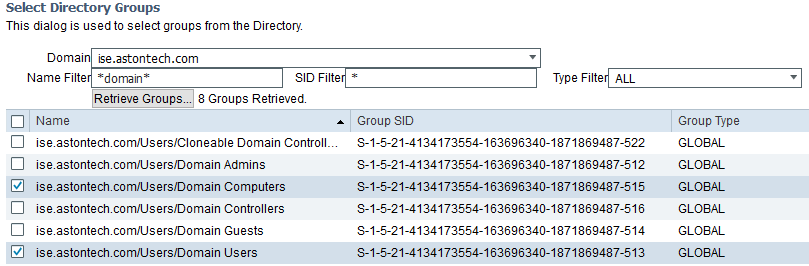 Select Directory Groups
This dialog is used to select groups from the Directory.
Domain ise.astontech.com
Name Filter *domain* SID Filter * Type Filter ALL
Retrieve Groups... 8 Groups Retrieved.
Name Group SID Group Type
ise.astontech.com/Users/Cloneable Domain Controll... S-1-5-21-4134173554-163696340-1871869487-522 GLOBAL
ise.astontech.com/Users/Domain Admins S-1-5-21-4134173554-163696340-1871869487-512 GLOBAL
ise.astontech.com/Users/Domain Computers S-1-5-21-4134173554-163696340-1871869487-515 GLOBAL
ise.astontech.com/Users/Domain Controllers S-1-5-21-4134173554-163696340-1871869487-516 GLOBAL
ise.astontech.com/Users/Domain Guests S-1-5-21-4134173554-163696340-1871869487-514 GLOBAL
ise.astontech.com/Users/Domain Users S-1-5-21-4134173554-163696340-1871869487-513 GLOBAL